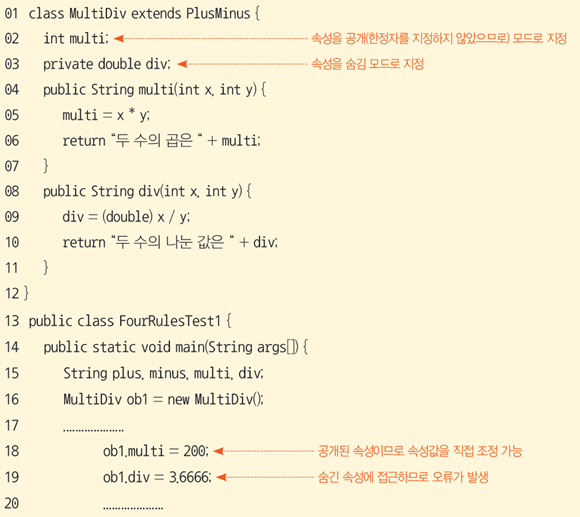 01 class MultiDiv extends PlusMinus {
02 int multi; 속성을 공개(한정자를 지정하지 않았으므로) 모드로 지정
03 private double div; 속성을 숨김 모드로 지정
04 public String multi(int x, int y) {
05 multi = x * y;
06 return “두 수의 곱은 “ + multi;
07 }
08 public String div(int x, int y) {
09 div = (double) x / y;
10 return “두 수의 나눈 값은 “ + div;
11 }
12 }
13 public class FourRulesTest1 {
14 public static void main(String args[]) {
15 String plus, minus, multi, div;
16 MultiDiv ob1 = new MultiDiv();
17 ....................
18 ob1.multi = 200; 공개된 속성이므로 속성값을 직접 조정 가능
19 ob1.div = 3.6666; 숨긴 속성에 접근하므로 오류가 발생
20 ....................